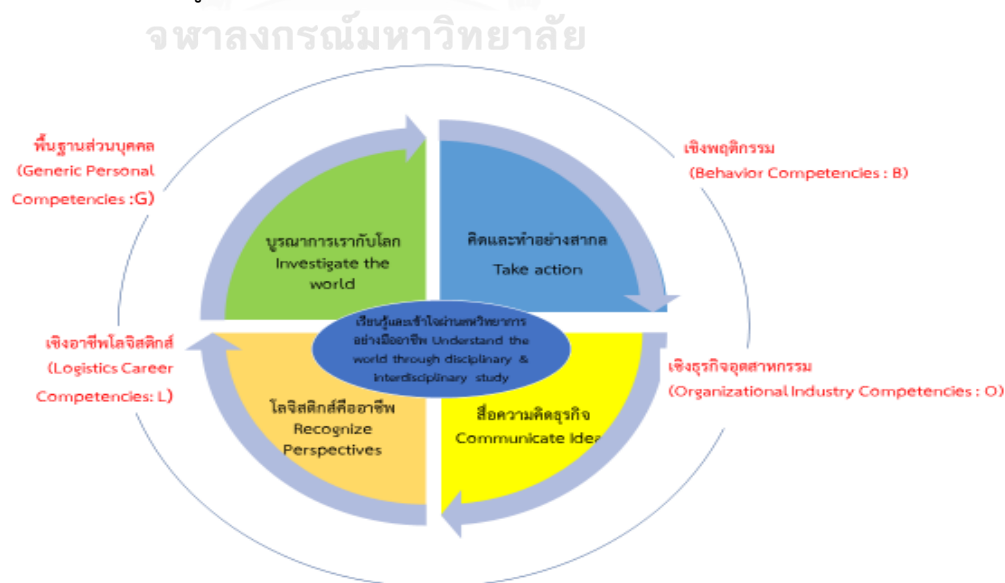 จุฬาลงกรณ์มหาวิทยาลัย
พื้นฐานส่วนบุคคล
(Generic Personal
Competencies :G)
เชิงพฤติกรรม
(Behavior Competencies : B)
บูรณาการเรากับโลก
Investigate the
world
คิดและทำอย่างสากล
Take action
เรียนรู้และเข้าใจผ่านสหวิทยาการ
อย่างมืออาชีพ Understand the
world through disciplinary &
interdisciplinary study
เชิงอาชีพโลจิสติกส์
(Logistics Career
Competencies: L)
เชิงธุรกิจอุตสาหกรรม
(Organizational Industry Competencies : O)
โลจิสติกส์คืออาชีพ
Recognize
Perspectives
สื่อความคิดธุรกิจ
Communicate Idea